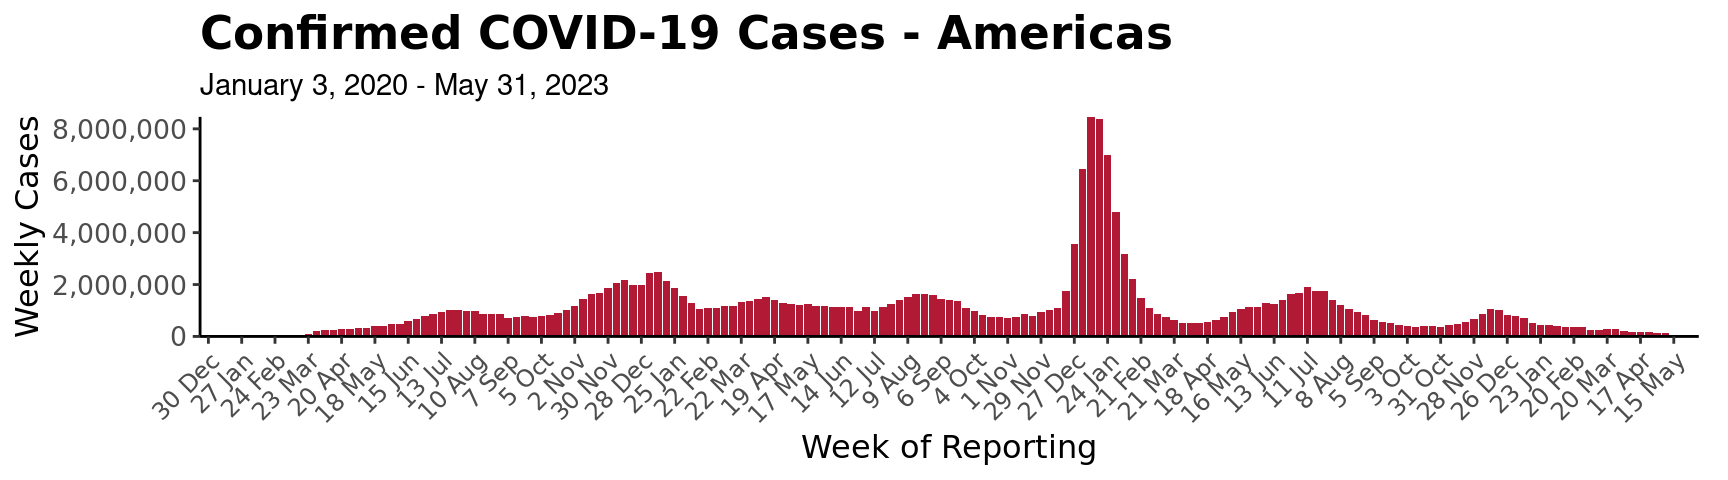 Confirmed COVID-19 Cases - Americas
January 3, 2020 - May 31, 2023
Weekly Cases
8,000,000
6,000,000
4,000,000
2,000,000
0
30 Dec
27 Jan
24 Feb
23 Mar
20 Apr
18 May
15 Jun
13 Jul
10 Aug
7 Sep
5 Oct
2 Nov
30 Nov
28 Dec
25 Jan
22 Feb
22 Mar
19 Apr
17 May
14 Jun
12 Jul
9 Aug
6 Sep
4 Oct
1 Nov
29 Nov
27 Dec
24 Jan
21 Feb
21 Mar
18 Apr
16 May
13 Jun
11 Jul
8 Aug
5 Sep
3 Oct
31 Oct
28 Nov
26 Dec
23 Jan
20 Feb
20 Mar
17 Apr
15 May
Week of Reporting